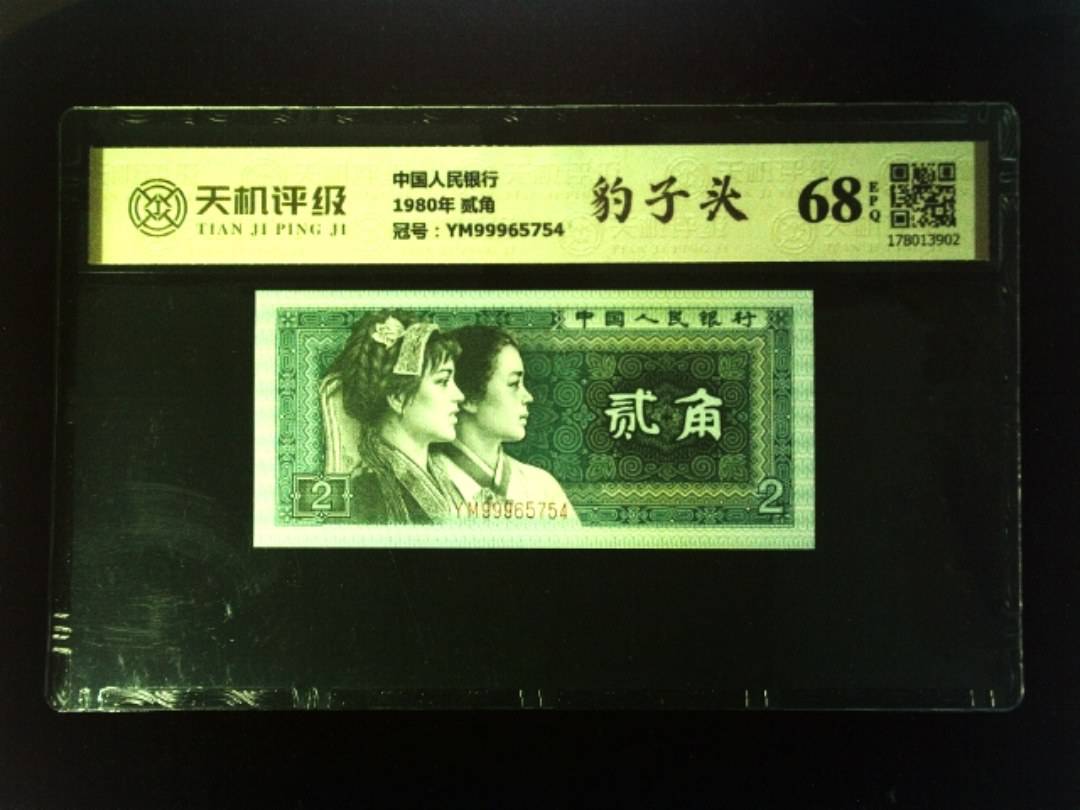 天机评级
TIAN JI PING JI
中国人民银行
1980年 贰角
冠号：YM99965754
豹子头
68
EPQ
178013902
中国人民银行
贰角
2
YM99965754
2